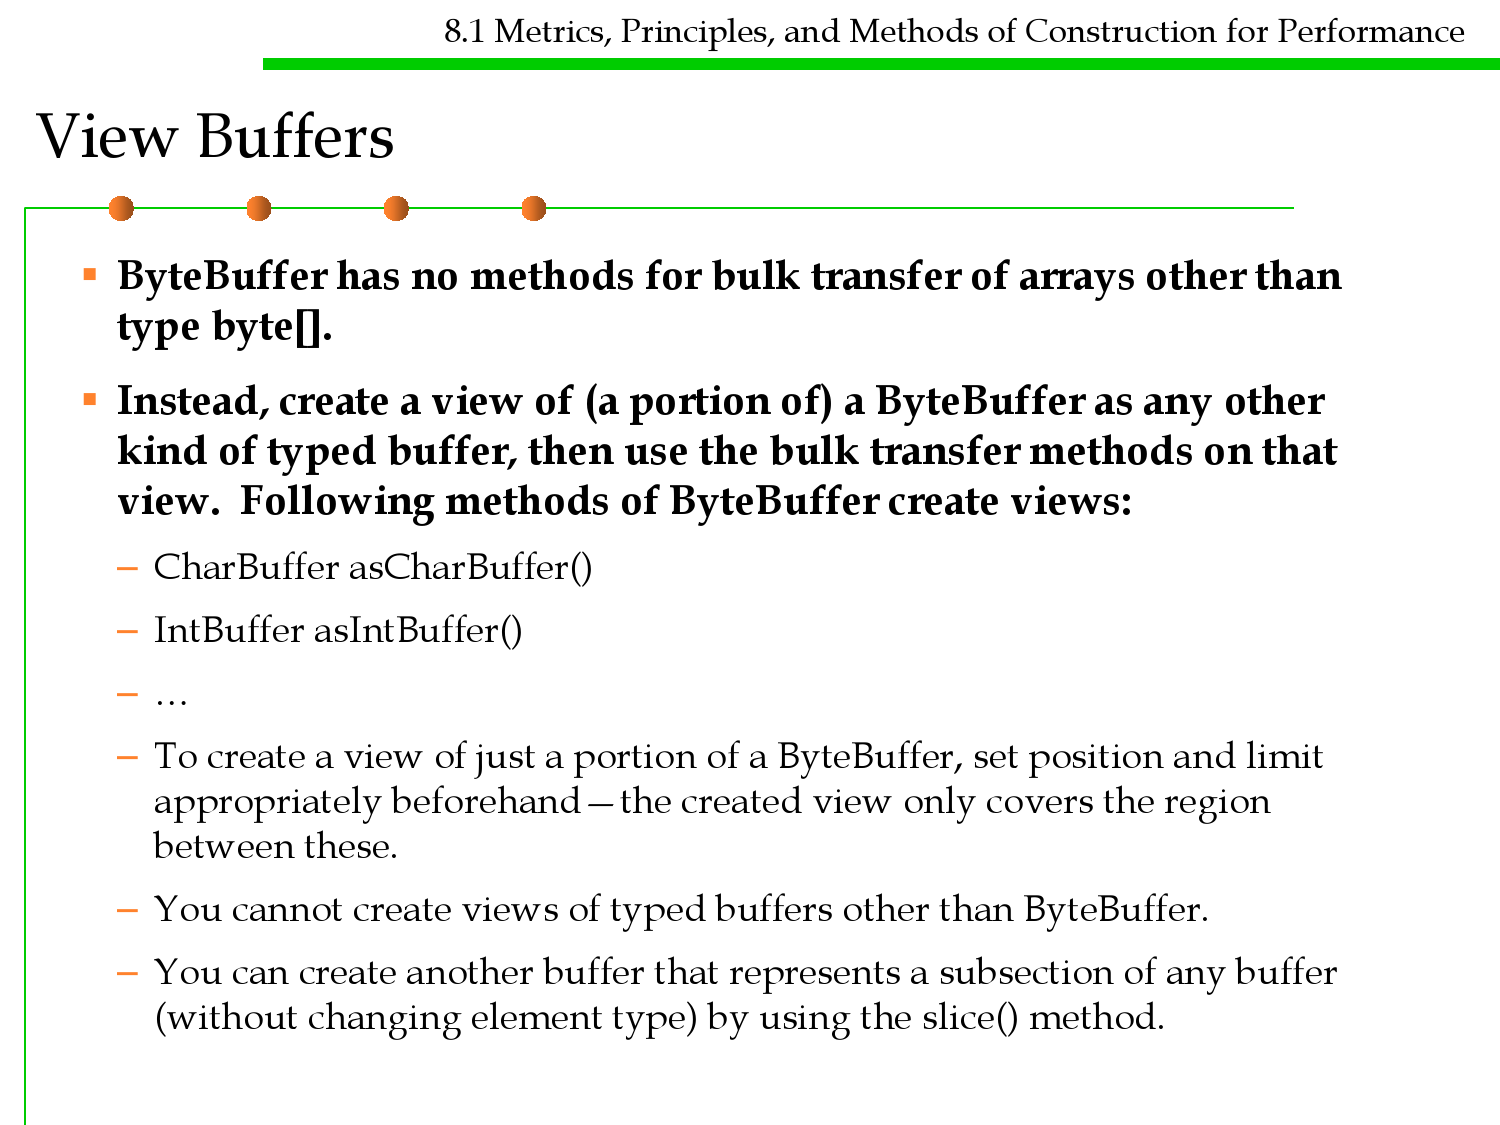 8.1 Metrics, Principles, and Methods of Construction for Performance
View Buffers
▪ ByteBuffer has no methods for bulk transfer of arrays other than
type byte[].
▪ Instead, create a view of (a portion of) a ByteBuffer as any other
kind of typed buffer, then use the bulk transfer methods on that
view.  Following methods of ByteBuffer create views:
– CharBuffer asCharBuffer()
– IntBuffer asIntBuffer()
– …
– To create a view of just a portion of a ByteBuffer, set position and limit
appropriately beforehand—the created view only covers the region
between these.
– You cannot create views of typed buffers other than ByteBuffer.
– You can create another buffer that represents a subsection of any buffer
(without changing element type) by using the slice() method.